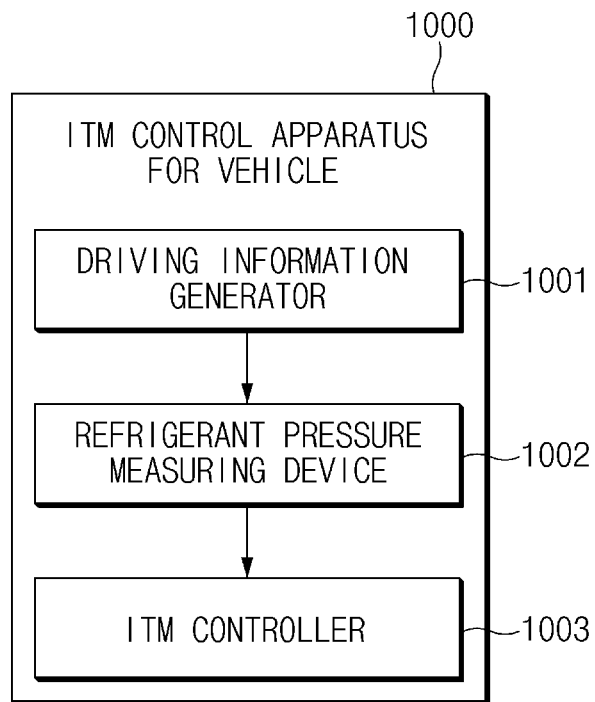 1000
ITM CONTROL APPARATUS
FOR VEHICLE
DRIVING INFORMATION
GENERATOR
1001
REFRIGERANT PRESSURE
MEASURING DEVICE
1002
ITM CONTROLLER
1003